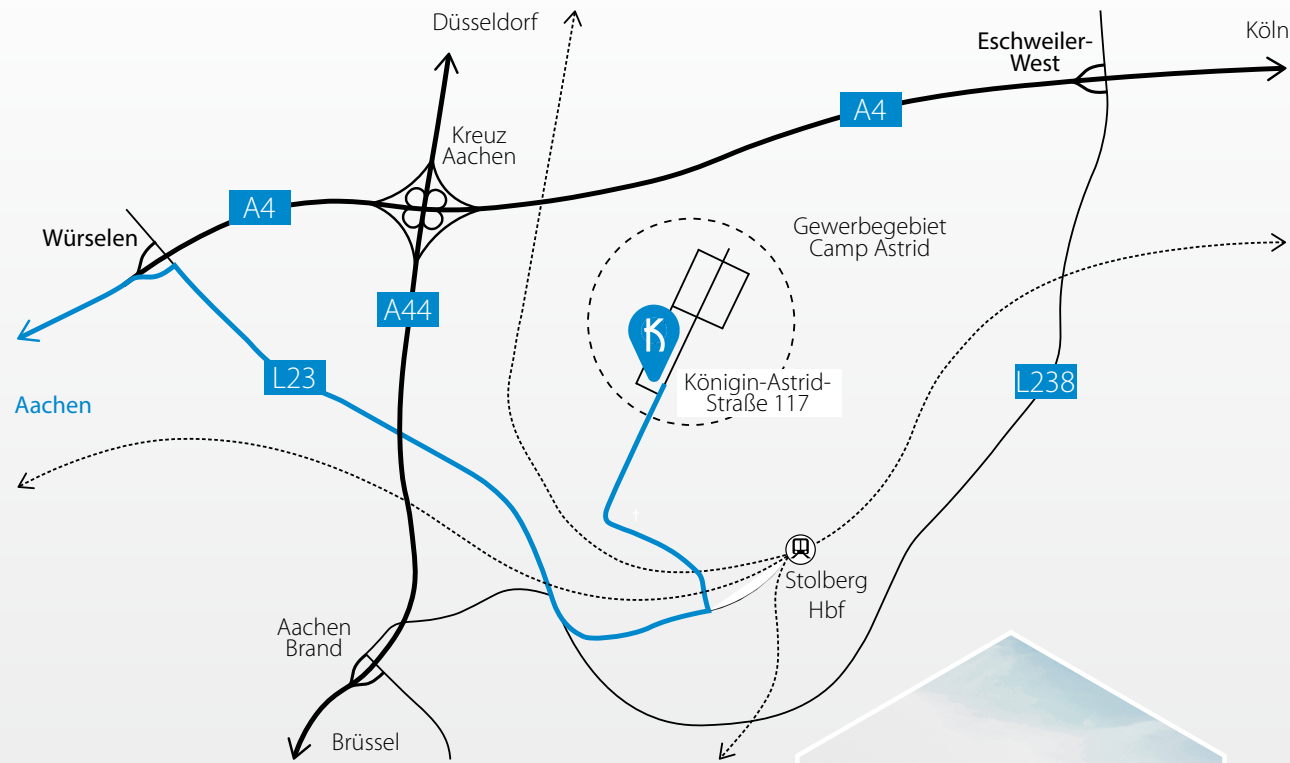 Düsseldorf
Eschweiler-
West
Köln
A4
Kreuz
Aachen
A4
Würselen
Gewerbegebiet
Camp Astrid
A44
K
L23
Königin-Astrid-
Straße 117
L238
Aachen
Stolberg
Hbf
Aachen
Brand
Brüssel